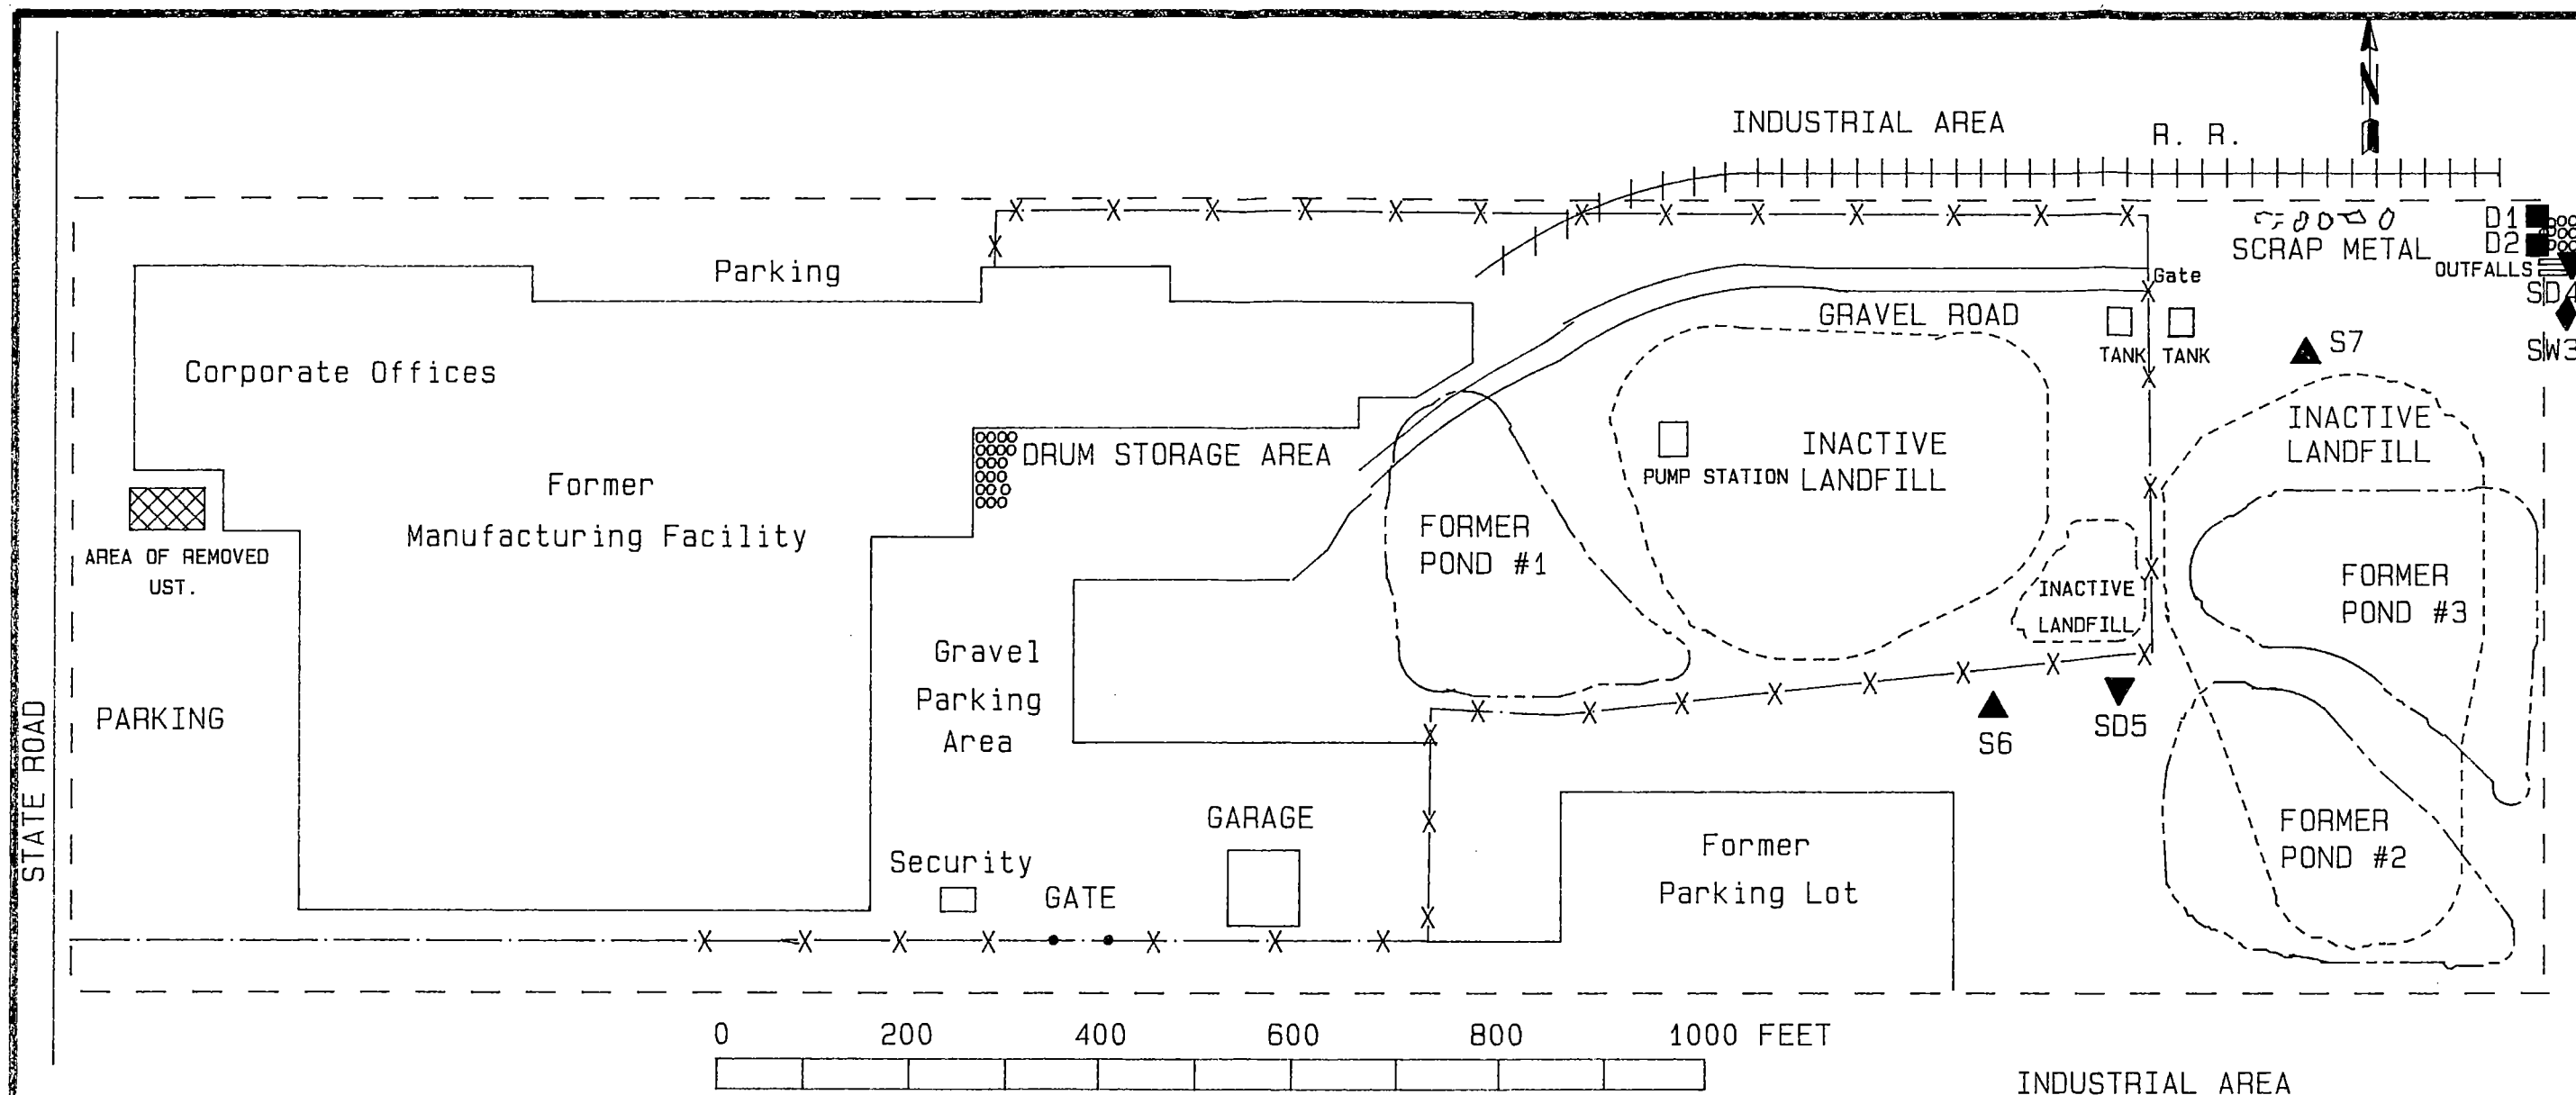 N
INDUSTRIAL AREA
R. R.
D1
SCRAP METAL
D2
OUTFALLS
Parking
Gate
SD4
GRAVEL ROAD
TANK
TANK
S7
SW3
Corporate Offices
INACTIVE
LANDFILL
DRUM STORAGE AREA
INACTIVE
LANDFILL
PUMP STATION
Former
Manufacturing Facility
FORMER
POND #1
AREA OF REMOVED
UST.
INACTIVE
LANDFILL
FORMER
POND #3
Gravel
Parking
Area
PARKING
STATE ROAD
S6
SD5
GARAGE
Security
GATE
Former
Parking Lot
FORMER
POND #2
0 200 400 600 800 1000 FEET
INDUSTRIAL AREA